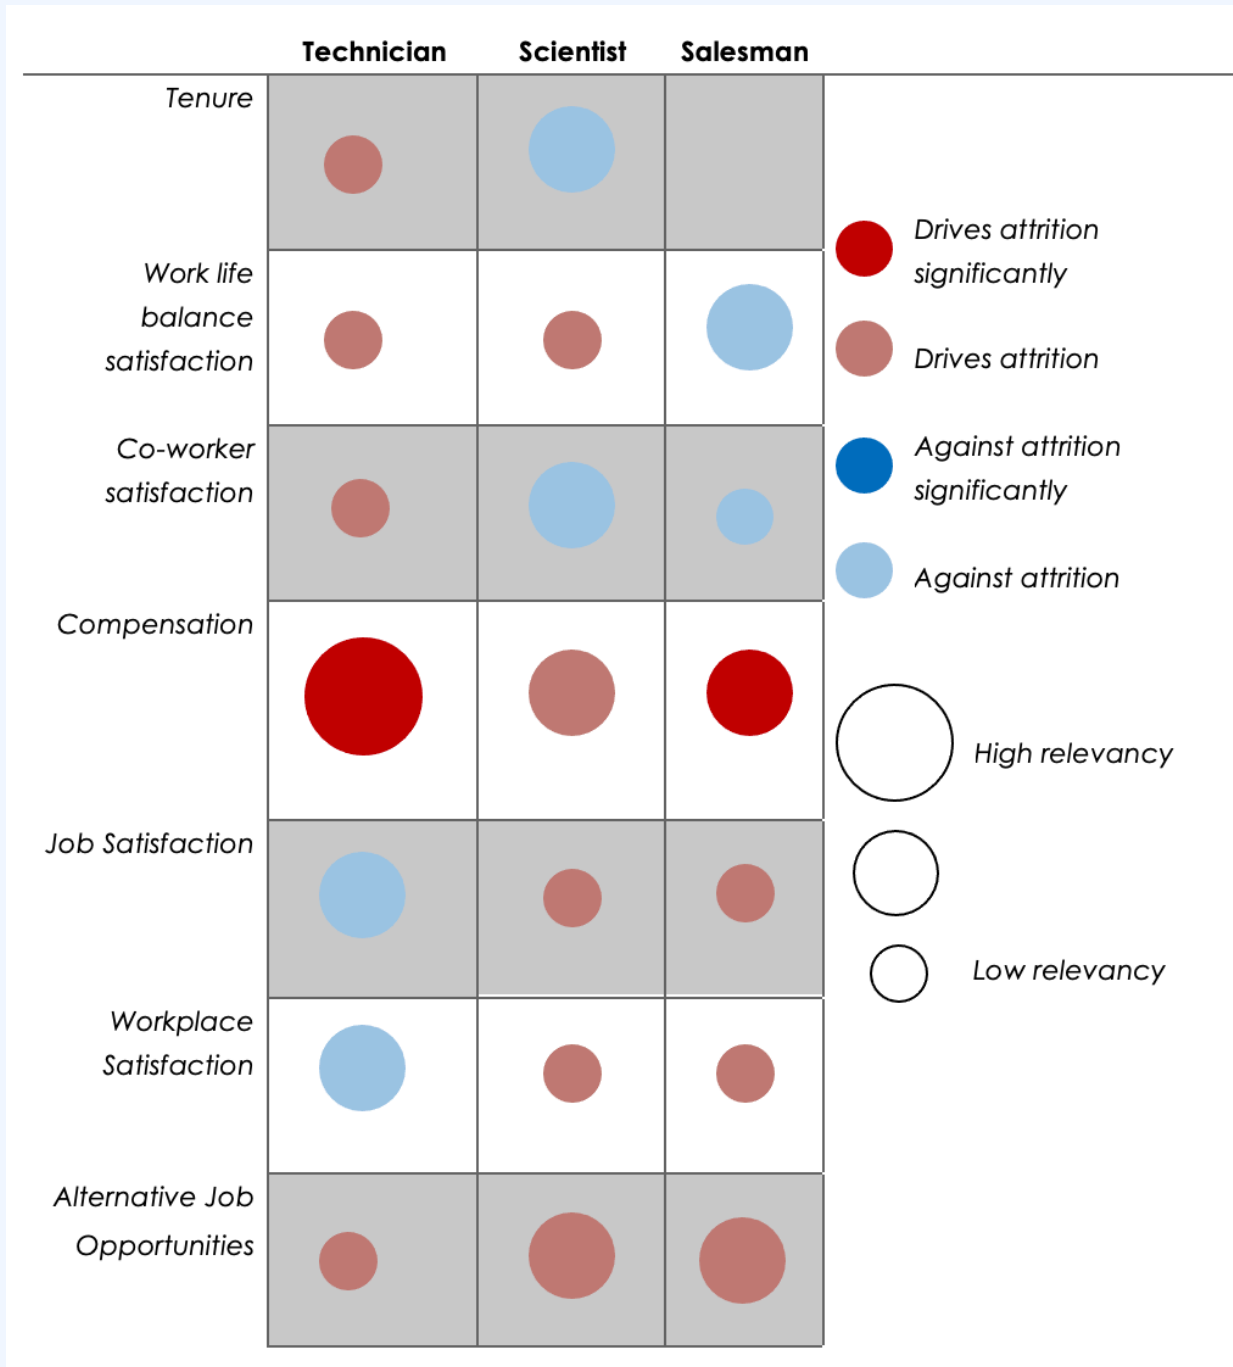 Technician Scientist Salesman
Tenure
Work life
balance
satisfaction
Co-worker
satisfaction
Compensation
Job Satisfaction
Workplace
Satisfaction
Alternative Job
Opportunities
Drives attrition
significantly
Drives attrition
Against attrition
significantly
Against attrition
High relevancy
Low relevancy